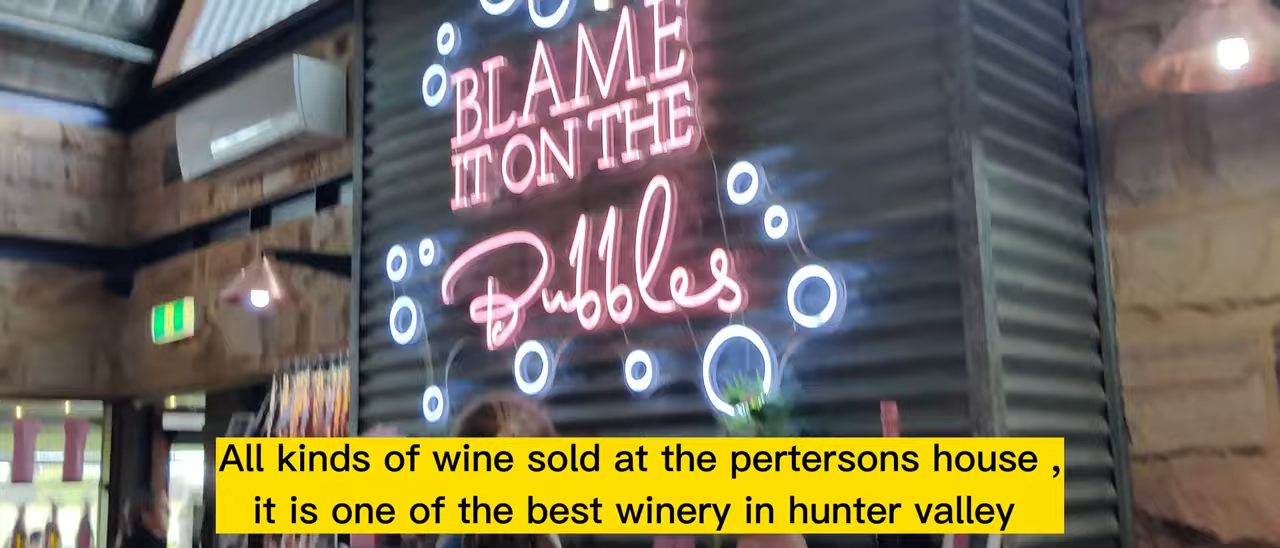 BLAME
IT ON THE
Bubbles
All kinds of wine sold at the pertersons house ,
it is one of the best winery in hunter valley